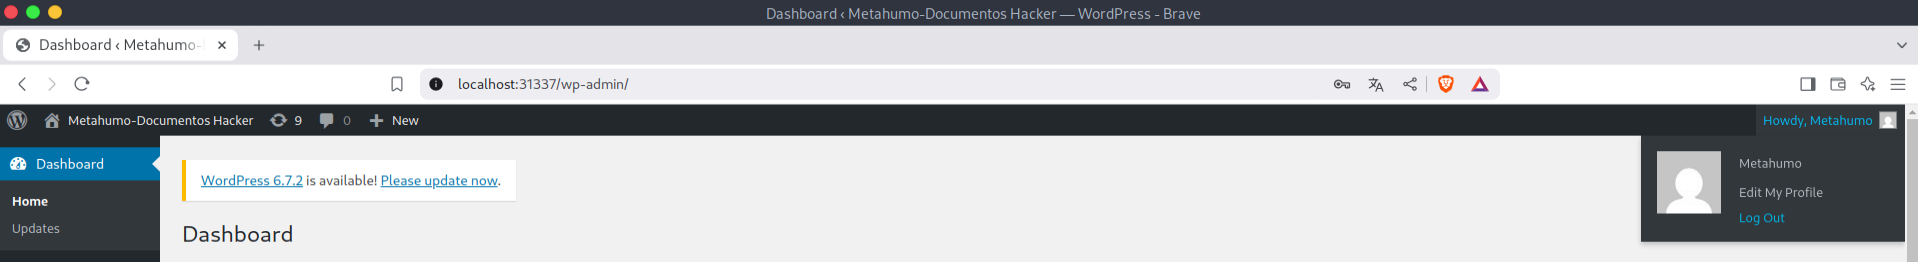 Dashboard ‹ Metahumo-Documentos Hacker — WordPress - Brave
Dashboard ‹ Metahumo-
localhost:31337/wp-admin/
Metahumo-Documentos Hacker 9 0 New Howdy, Metahumo
Dashboard
Home
Updates
WordPress 6.7.2 is available! Please update now.
Dashboard
Metahumo
Edit My Profile
Log Out